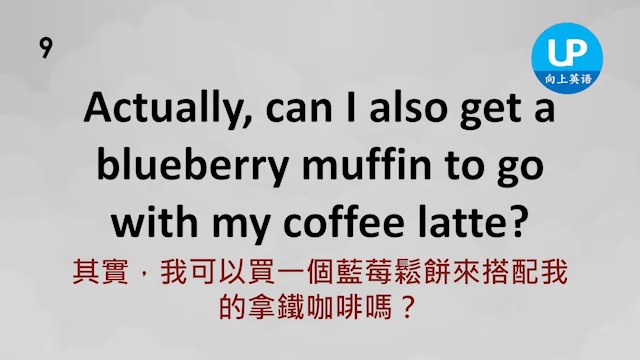 9
UP
向上英语
Actually, can I also get a
blueberry muffin to go
with my coffee latte?
其實，我可以買一個藍莓鬆餅來搭配我
的拿鐵咖啡嗎？